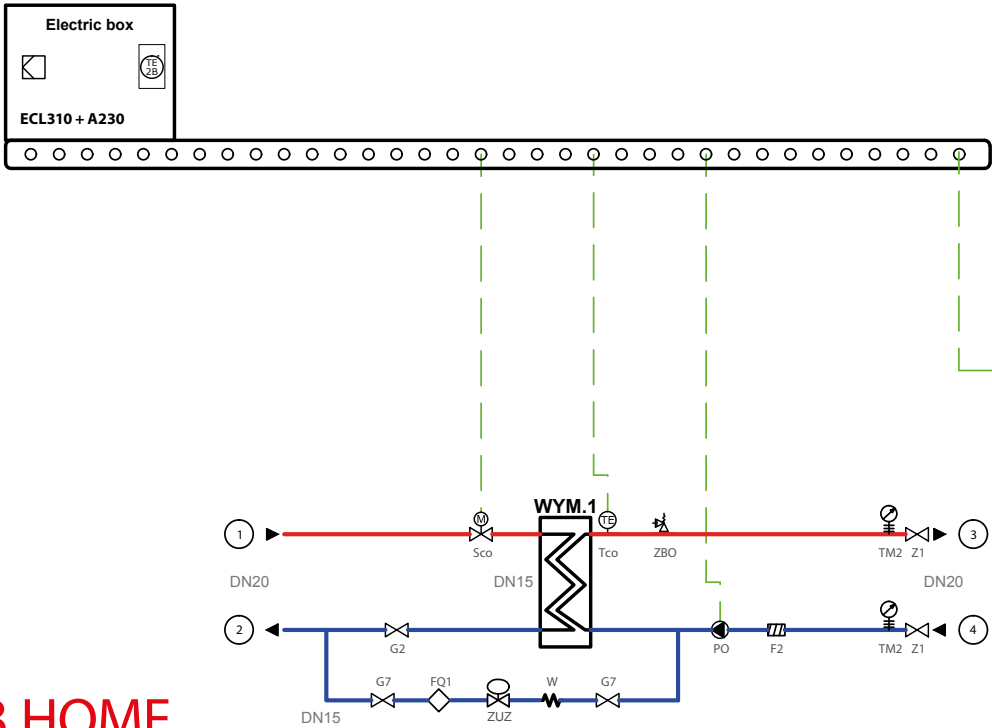 Electric box
TE
2B
ECL310 + A230
WYM.1
M
TE
1
3
Sco
Tco
ZBO
TM2 Z1
DN20
DN15
DN20
2
4
G2
PO
F2
TM2 Z1
G7
FQ1
W
G7
ZUZ
DN15
HOME